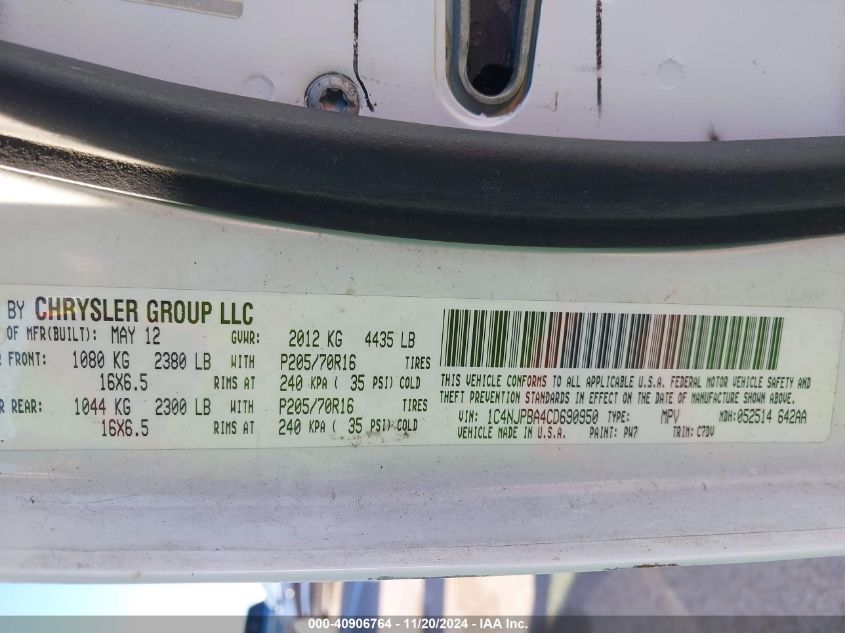 BY CHRYSLER GROUP LLC
OF MFR(BUILT): MAY 12 GVWR: 2012 KG 4435 LB
FRONT: 1080 KG 2380 LB WITH P205/70R16 TIRES
16X6.5 RIMS AT 240 KPA ( 35 PSI) COLD
REAR: 1044 KG 2300 LB WITH P205/70R16 TIRES
16X6.5 RIMS AT 240 KPA ( 35 PSI) COLD
THIS VEHICLE CONFORMS TO ALL APPLICABLE U.S.A. FEDERAL MOTOR VEHICLE SAFETY AND
THEFT PREVENTION STANDARDS IN EFFECT ON THE DATE OF MANUFACTURE SHOWN ABOVE.
VIN: 1C4NJPBA4CD690950 TYPE: MPV MDH: 052514 642AA
VEHICLE MADE IN U.S.A. PAINT: PW7 TRIM: C7DV
000-40906764 - 11/20/2024 - IAA Inc.